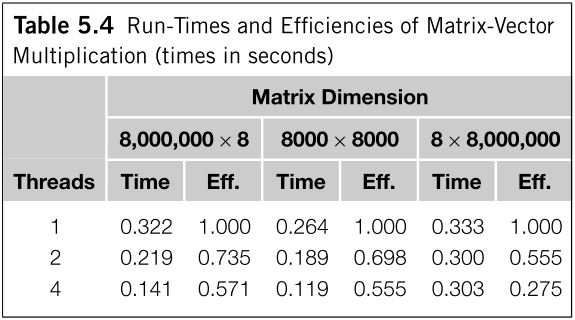 Table 5.4 Run-Times and Efficiencies of Matrix-Vector
Multiplication (times in seconds)
Matrix Dimension
8,000,000 × 8 8000 × 8000 8 × 8,000,000
Threads Time Eff. Time Eff. Time Eff.
1 0.322 1.000 0.264 1.000 0.333 1.000
2 0.219 0.735 0.189 0.698 0.300 0.555
4 0.141 0.571 0.119 0.555 0.303 0.275